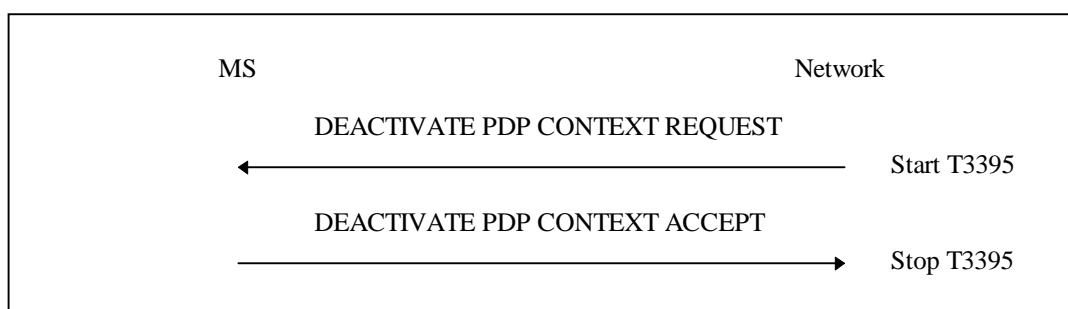 MS Network
DEACTIVATE PDP CONTEXT REQUEST
Start T3395
DEACTIVATE PDP CONTEXT ACCEPT
Stop T3395